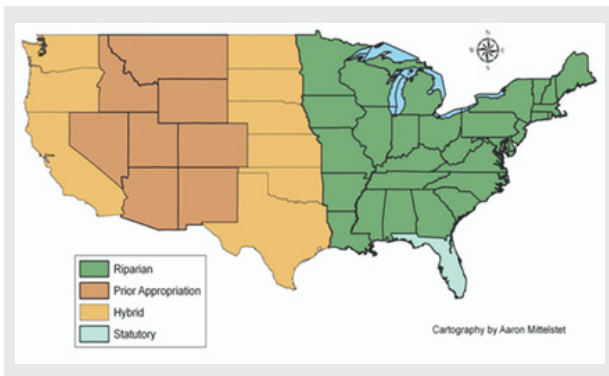 N
W
E
S
Riparian
Prior Appropriation
Hybrid
Statutory
Cartography by Aaron Mittelstet